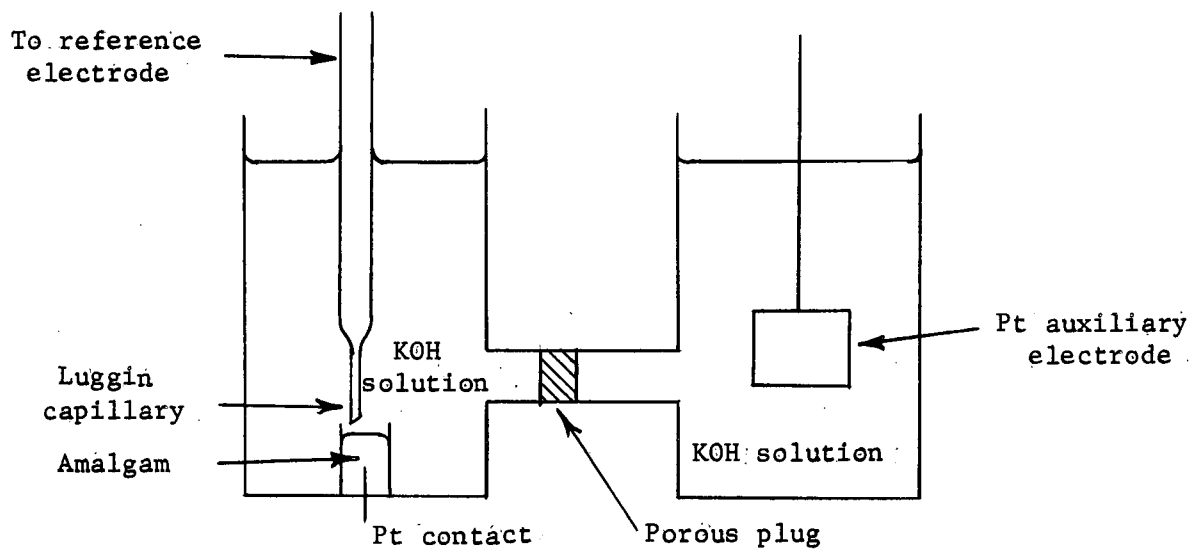 To reference
electrode
KOH
solution
Pt auxiliary
electrode
Luggin
capillary
Amalgam
KOH solution
Pt contact
Porous plug